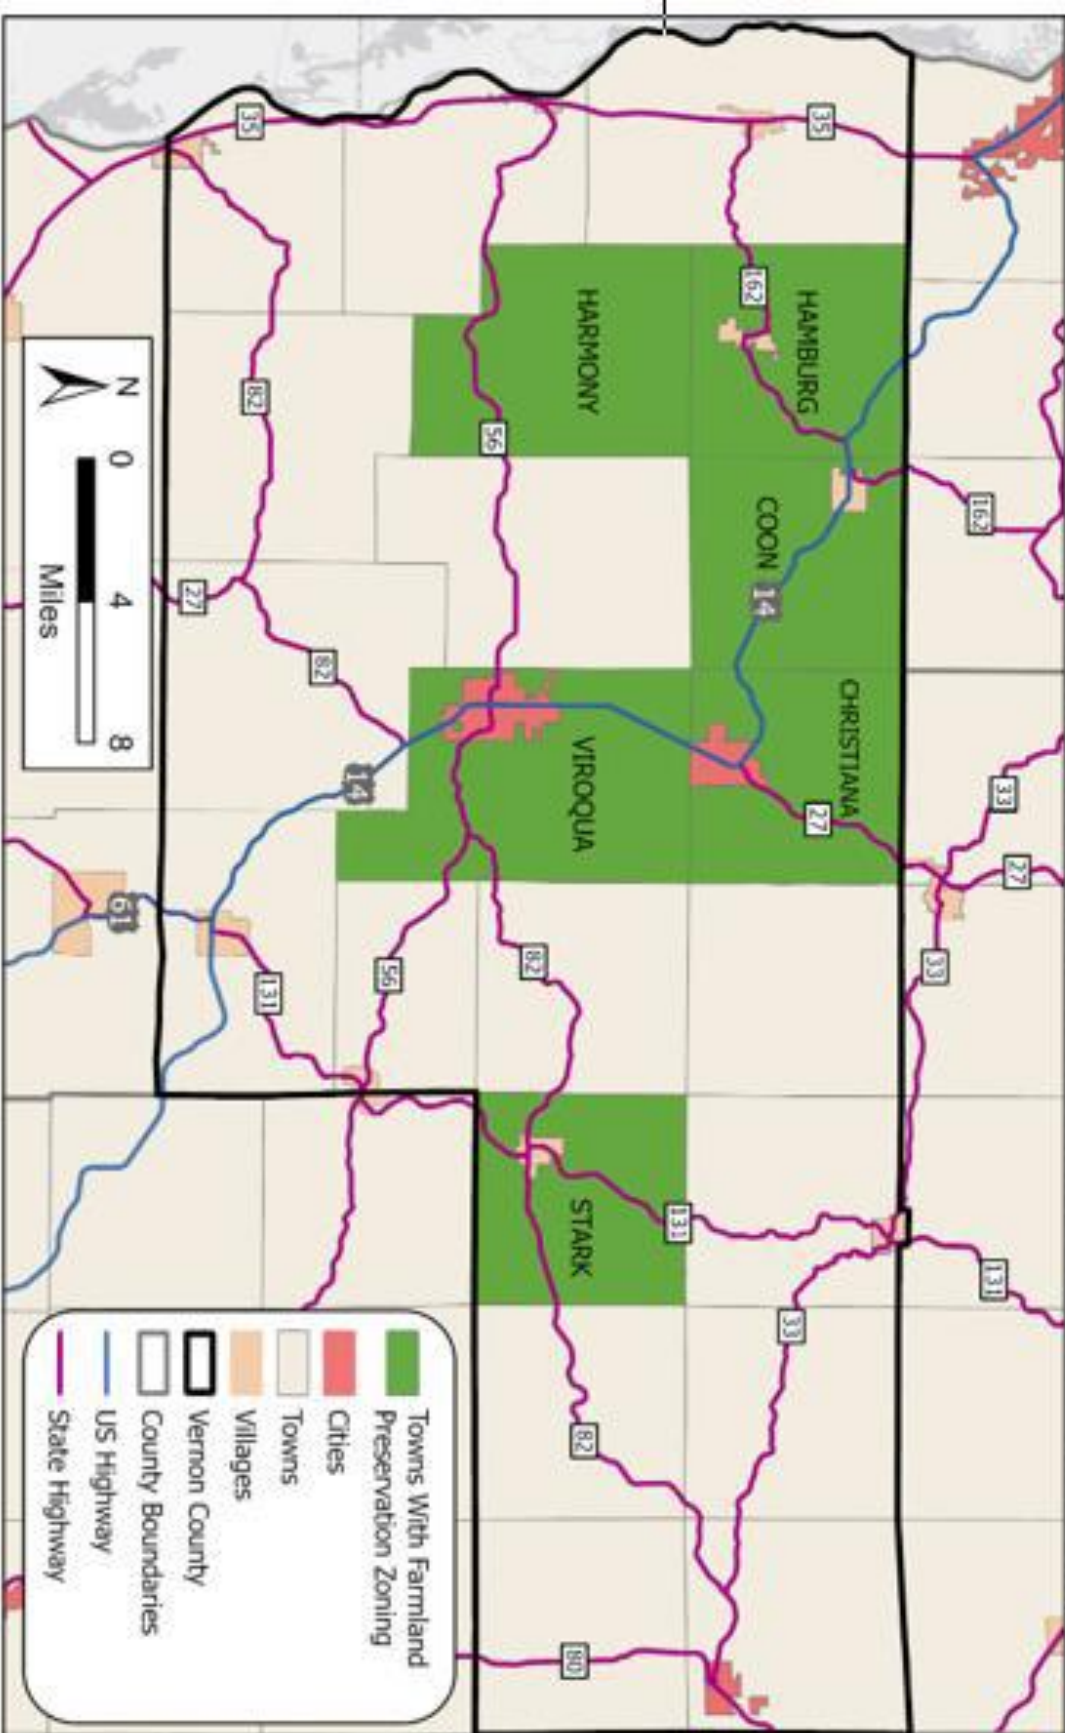 HAMBURG
HARMONY
COON
CHRISTIANA
VIROQUA
STARK
35
35
162
162
56
82
27
82
14
14
27
33
27
33
61
131
56
82
131
131
33
82
80
N
0 4 8
Miles
Towns With Farmland
Preservation Zoning
Cities
Towns
Villages
Vernon County
County Boundaries
US Highway
State Highway